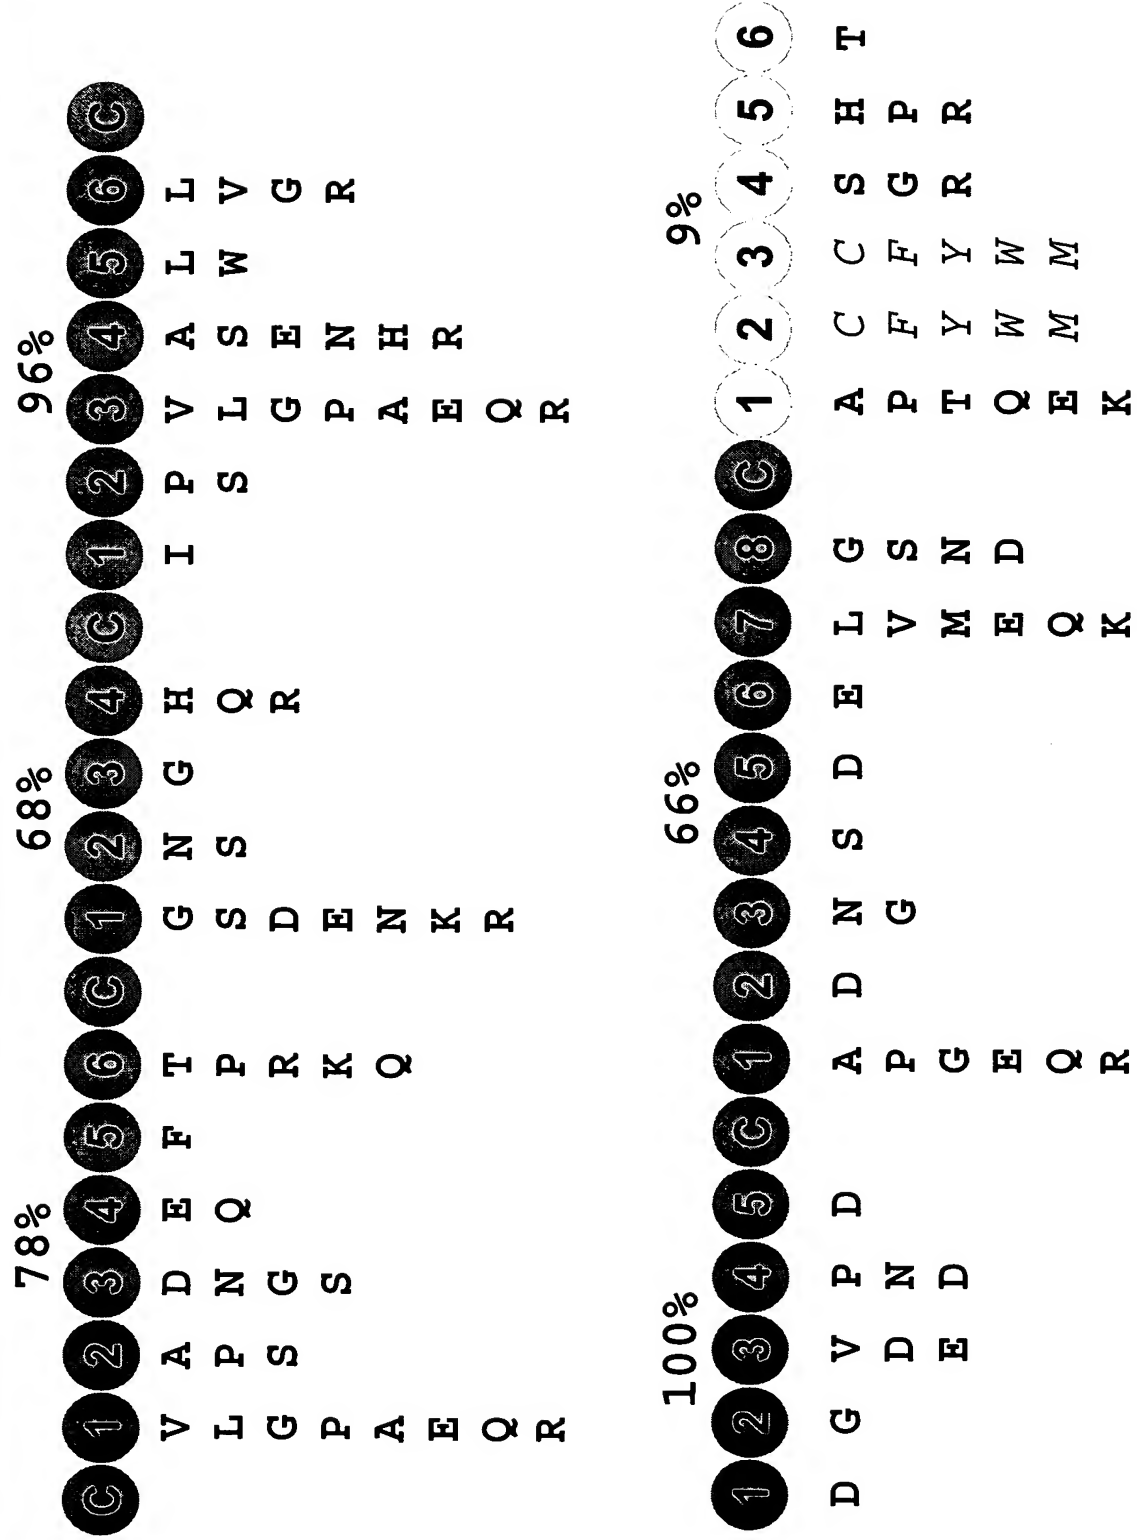 78% 68% 96%
C 1 2 3 4 5 6 C 1 2 3 4 C 1 2 3 4 5 6 C
V A D E F T G N G H I P V A L L
L P N Q P S S Q S L S W V
G S G R D R G E G
P S K E P N R
A Q N A H
E K E R
Q R Q
R R
100% 66% 9%
1 2 3 4 5 C 1 2 3 4 5 6 7 8 C 1 2 3 4 5 6
D G V P D A D N S D E L G A C C S H T
D N P G V S P F F G P
E D G M N T Y Y R R
E E D Q W W
Q Q E M M
R K K